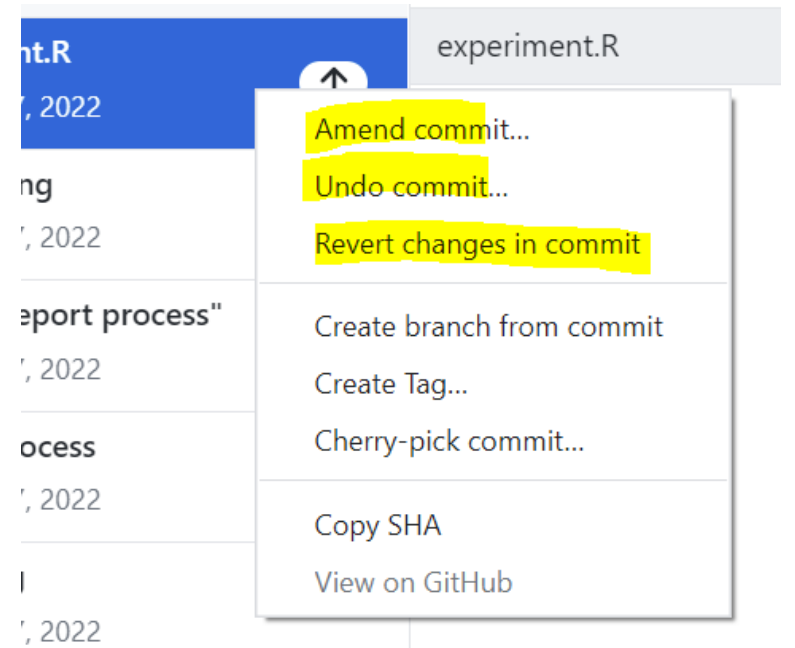 nt.R
, 2022
ng
, 2022
eport process"
, 2022
ocess
, 2022
, 2022
experiment.R
Amend commit...
Undo commit...
Revert changes in commit
Create branch from commit
Create Tag...
Cherry-pick commit...
Copy SHA
View on GitHub